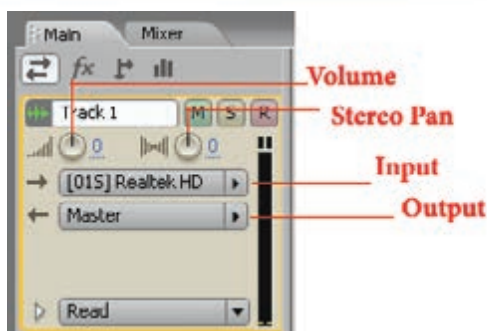 Main Mixer
fx
Volume
Track 1 M S R
Stereo Pan
0 0
Input
[01S] Realtek HD
Output
Master
Read